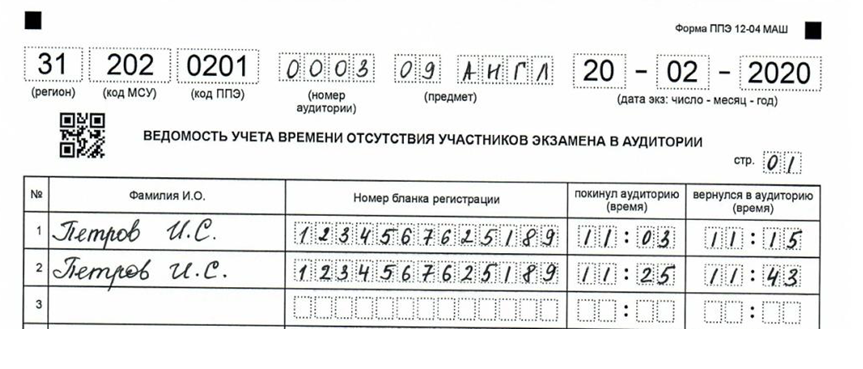 Форма ППЭ 12-04 МАШ
31 202 0201 0003 09 АНГЛ 20 - 02 - 2020
(регион) (код МСУ) (код ППЭ) (номер аудитории) (предмет) (дата экз: число - месяц - год)
ВЕДОМОСТЬ УЧЕТА ВРЕМЕНИ ОТСУТСТВИЯ УЧАСТНИКОВ ЭКЗАМЕНА В АУДИТОРИИ
стр. 01
№ Фамилия И.О. Номер бланка регистрации покинул аудиторию (время) вернулся в аудиторию (время)
1 Петров И.С. 1234567625189 11:03 11:15
2 Петров И.С. 1234567625189 11:25 11:43
3 : :